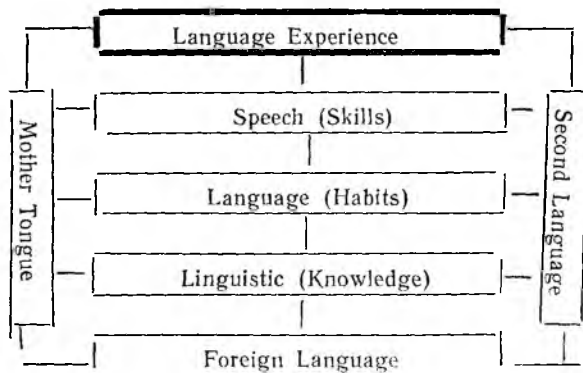 Language Experience
Speech (Skills)
Language (Habits)
Linguistic (Knowledge)
Foreign Language
Mother Tongue
Second Language